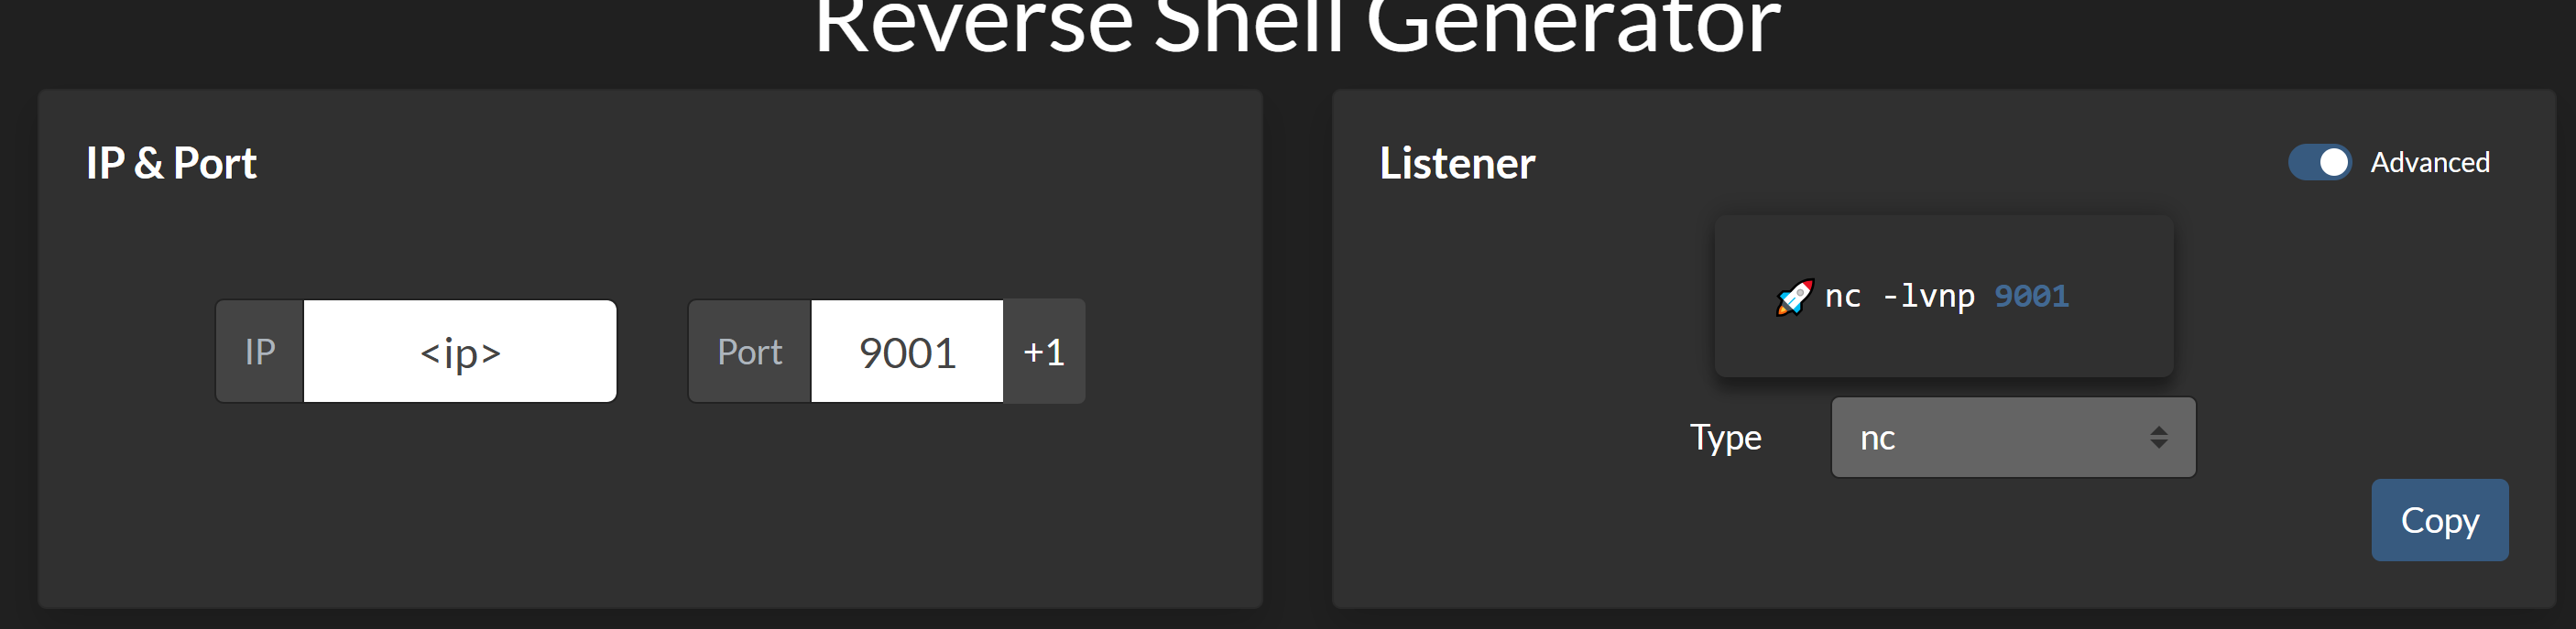 Reverse Shell Generator
IP & Port
IP
<ip>
Port
9001
+1
Listener
Advanced
🚀 nc -lvnp 9001
Type
nc
Copy